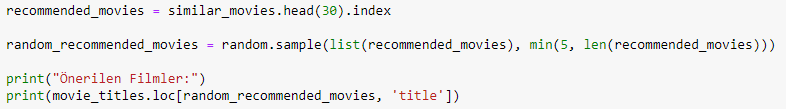 recommended_movies = similar_movies.head(30).index
random_recommended_movies = random.sample(list(recommended_movies), min(5, len(recommended_movies)))
print("Önerilen Filmler:")
print(movie_titles.loc[random_recommended_movies, 'title'])